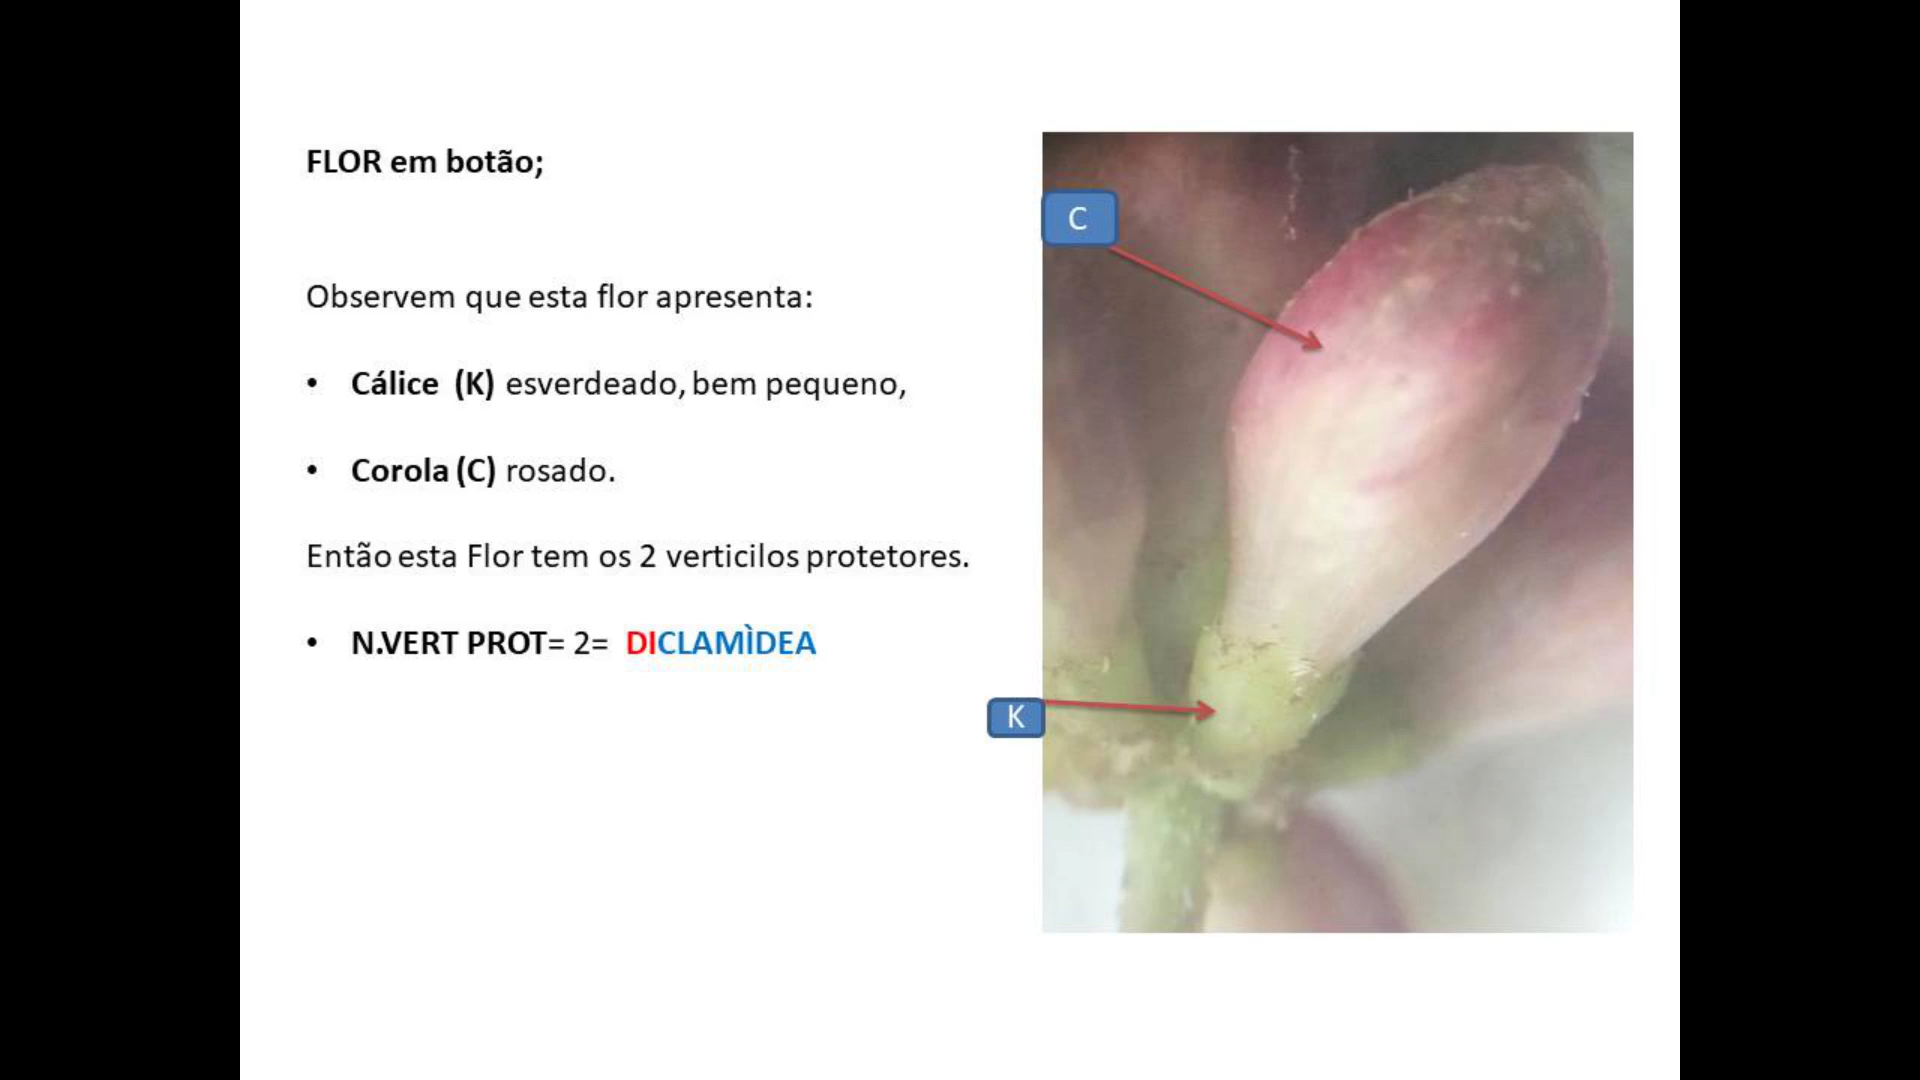 FLOR em botão;
Observem que esta flor apresenta:
• Cálice (K) esverdeado, bem pequeno,
• Corola (C) rosado.
Então esta Flor tem os 2 verticilos protetores.
• N.VERT PROT= 2= DICLAMÌDEA
C
K